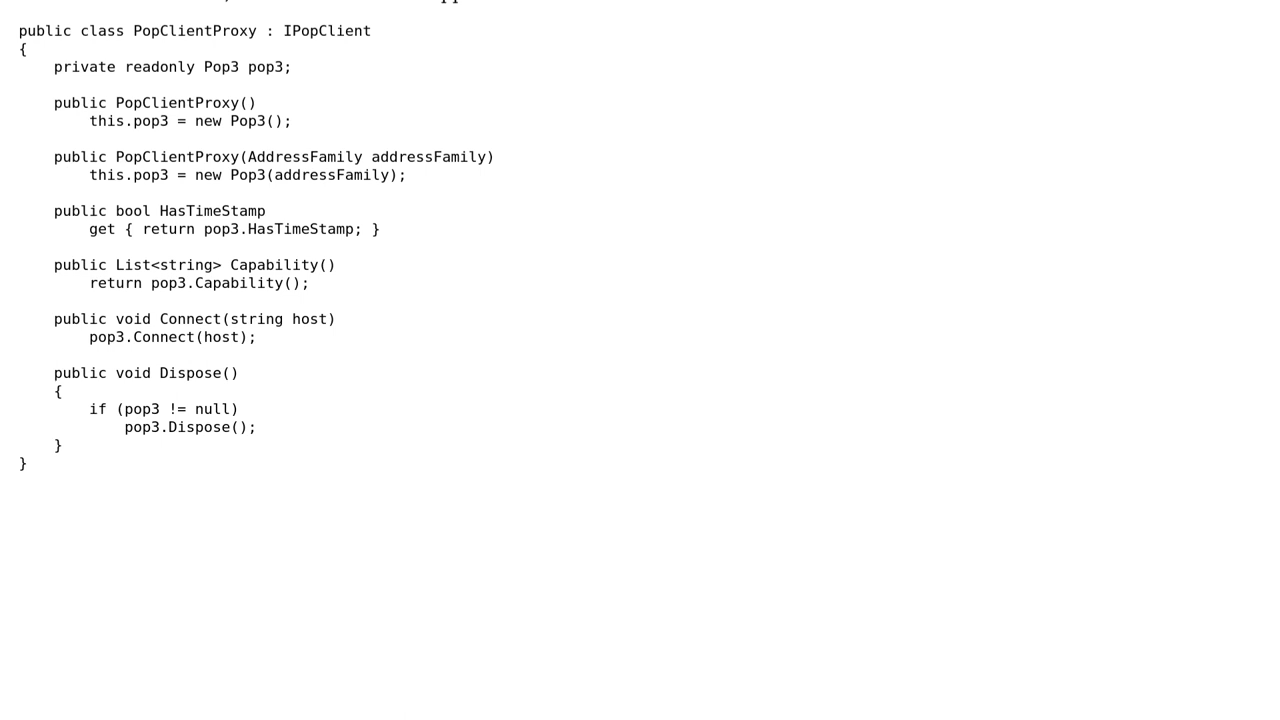 public class PopClientProxy : IPopClient
{
    private readonly Pop3 pop3;

    public PopClientProxy()
        this.pop3 = new Pop3();

    public PopClientProxy(AddressFamily addressFamily)
        this.pop3 = new Pop3(addressFamily);

    public bool HasTimeStamp
        get { return pop3.HasTimeStamp; }

    public List<string> Capability()
        return pop3.Capability();

    public void Connect(string host)
        pop3.Connect(host);

    public void Dispose()
    {
        if (pop3 != null)
            pop3.Dispose();
    }
}